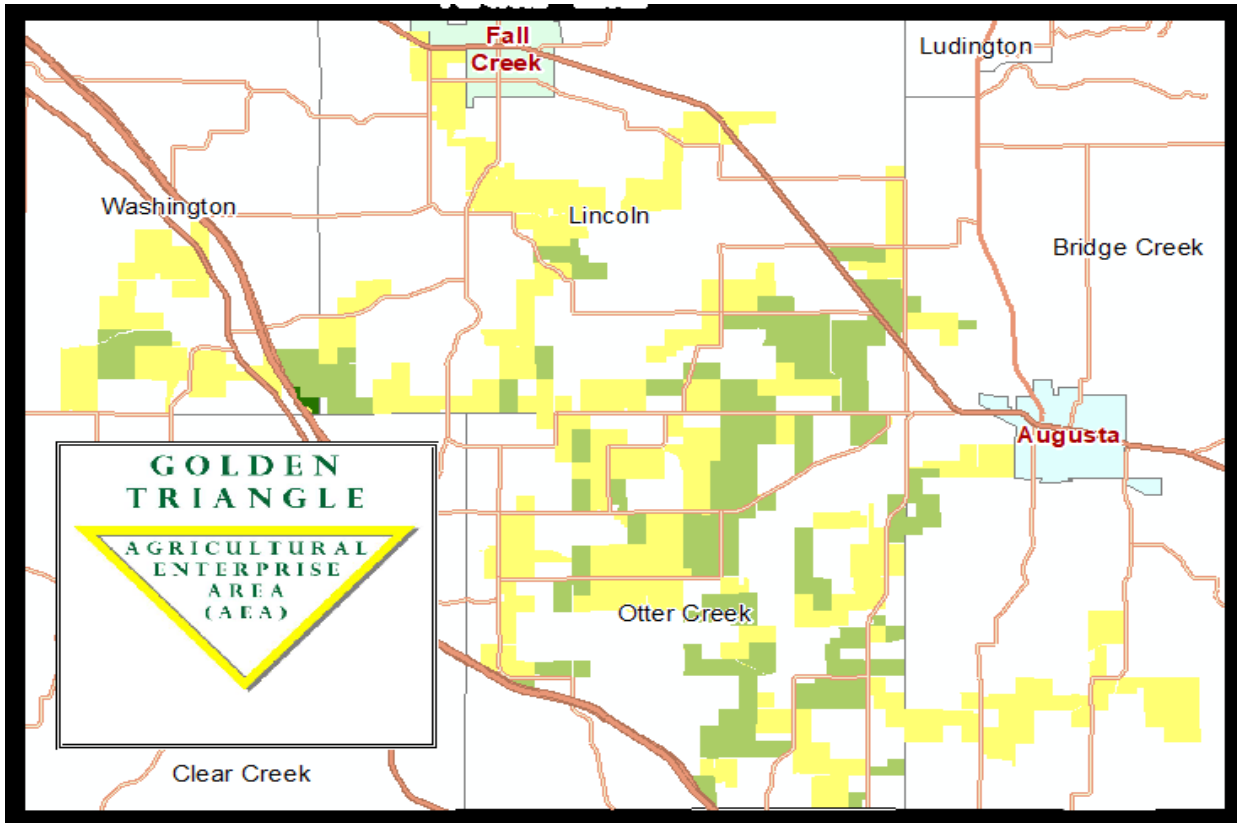 Fall
Creek
Ludington
Washington
Lincoln
Bridge Creek
Augusta
GOLDEN
TRIANGLE
AGRICULTURAL
ENTERPRISE
AREA
(AEA)
Otter Creek
Clear Creek